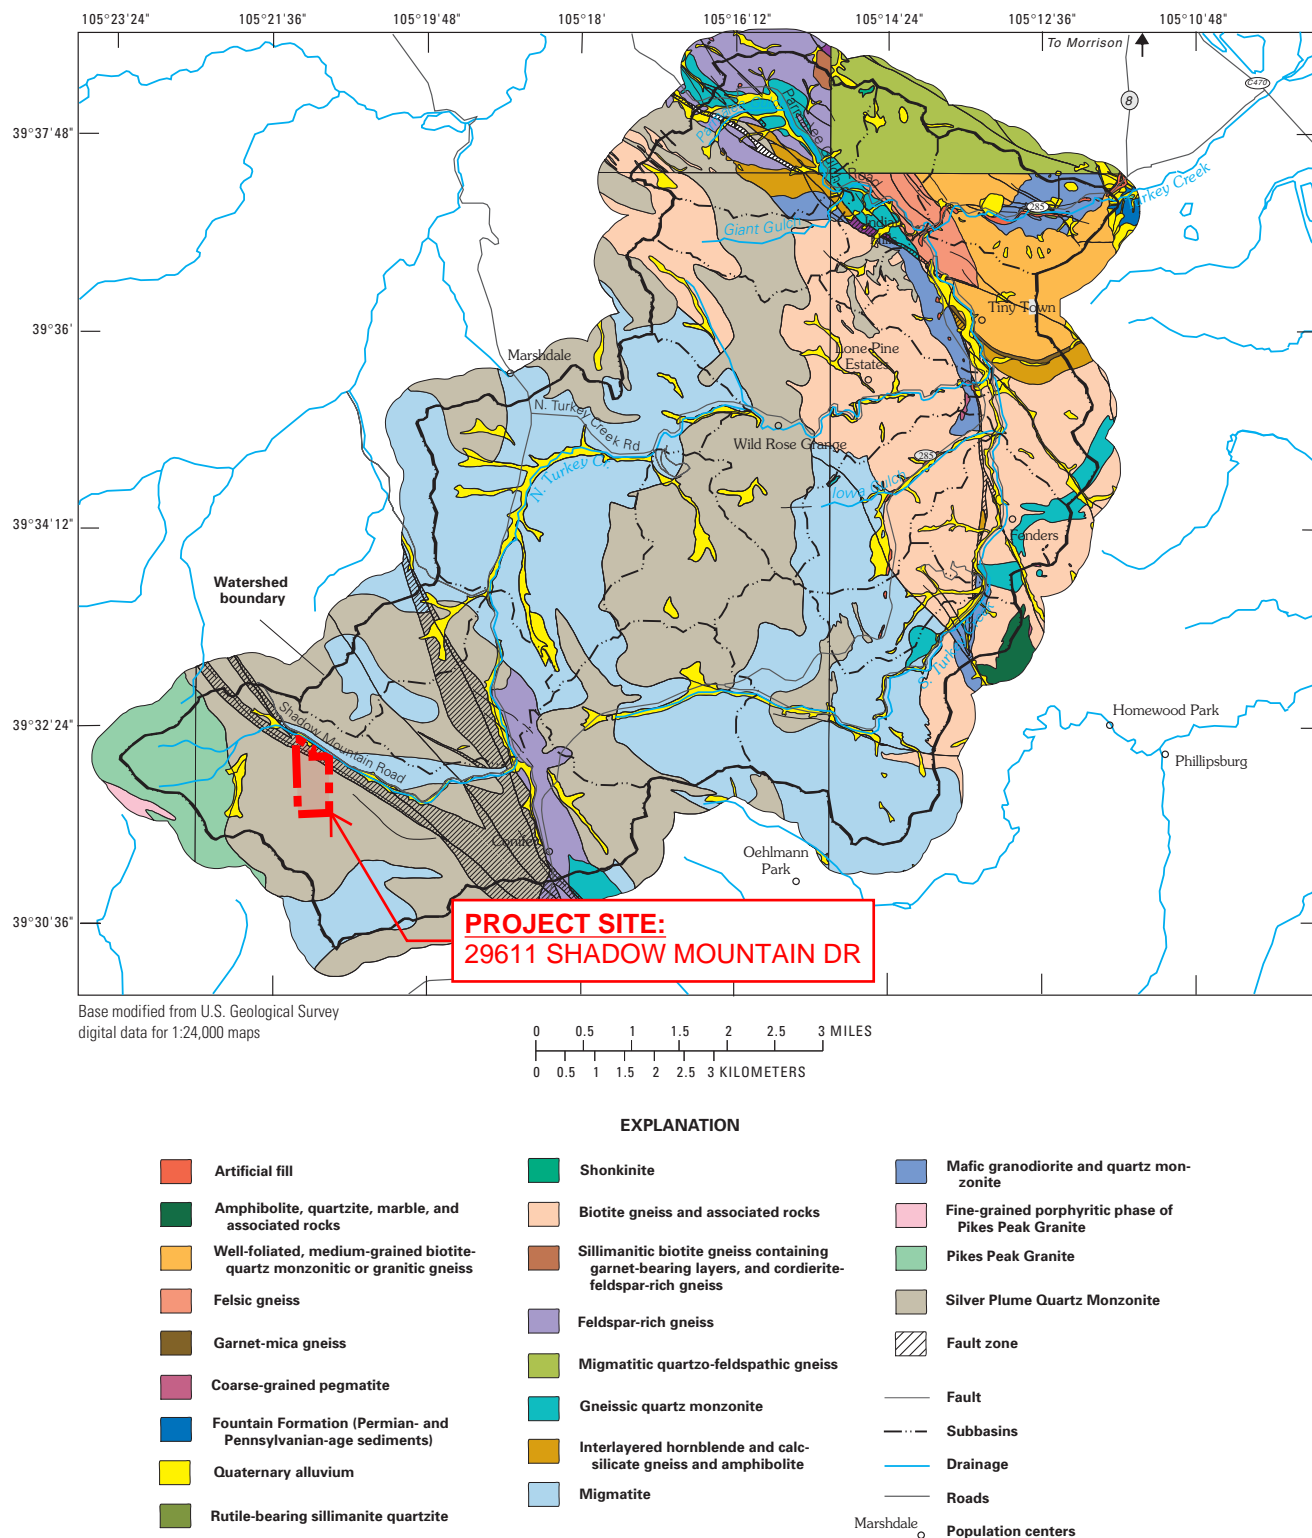 105°23'24"
105°21'36"
105°19'48"
105°18'
105°16'12"
105°14'24"
105°12'36"
105°10'48"
To Morrison
C470
8
39°37'48"
Turkey Creek
285
Giant Gulch
Tiny Town
39°36'
Lone Pine
Estates
Marshdale
N. Turkey Creek Rd
Wild Rose Grange
N. Turkey Cr.
285
Iowa Gulch
39°34'12"
Fenders
Watershed
boundary
S. Turkey
39°32'24"
Shadow Mountain Road
Homewood Park
Phillipsburg
Conifer
Oehlmann
Park
39°30'36"
PROJECT SITE:
29611 SHADOW MOUNTAIN DR
Base modified from U.S. Geological Survey
digital data for 1:24,000 maps
0 0.5 1 1.5 2 2.5 3 MILES
0 0.5 1 1.5 2 2.5 3 KILOMETERS
EXPLANATION
Artificial fill
Amphibolite, quartzite, marble, and
associated rocks
Well-foliated, medium-grained biotite-
quartz monzonitic or granitic gneiss
Felsic gneiss
Garnet-mica gneiss
Coarse-grained pegmatite
Fountain Formation (Permian- and
Pennsylvanian-age sediments)
Quaternary alluvium
Rutile-bearing sillimanite quartzite
Shonkinite
Biotite gneiss and associated rocks
Sillimanitic biotite gneiss containing
garnet-bearing layers, and cordierite-
feldspar-rich gneiss
Feldspar-rich gneiss
Migmatitic quartzo-feldspathic gneiss
Gneissic quartz monzonite
Interlayered hornblende and calc-
silicate gneiss and amphibolite
Migmatite
Mafic granodiorite and quartz mon-
zonite
Fine-grained porphyritic phase of
Pikes Peak Granite
Pikes Peak Granite
Silver Plume Quartz Monzonite
Fault zone
Fault
Subbasins
Drainage
Roads
Marshdale
Population centers